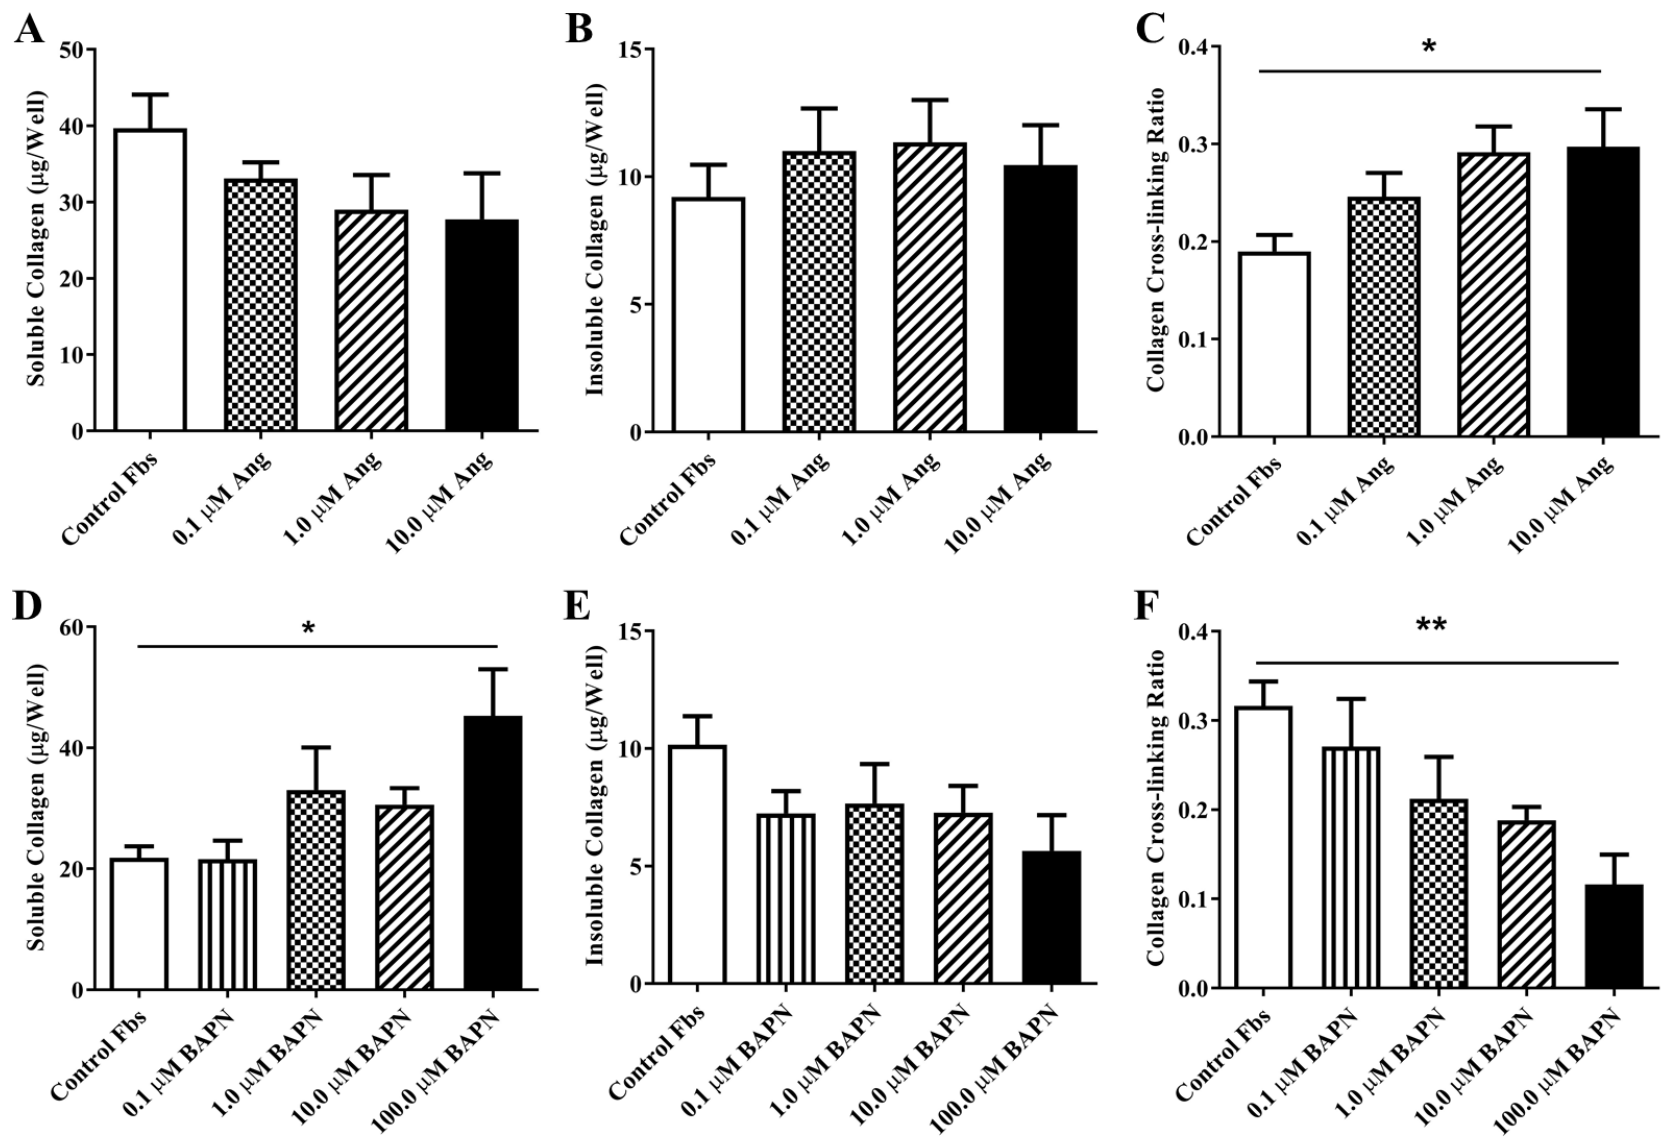 A
Soluble Collagen (µg/Well)
50
40
30
20
10
0
Control Fbs
0.1 µM Ang
1.0 µM Ang
10.0 µM Ang
B
Insoluble Collagen (µg/Well)
15
10
5
0
Control Fbs
0.1 µM Ang
1.0 µM Ang
10.0 µM Ang
C
Collagen Cross-linking Ratio
0.4
0.3
0.2
0.1
0.0
*
Control Fbs
0.1 µM Ang
1.0 µM Ang
10.0 µM Ang
D
Soluble Collagen (µg/Well)
60
40
20
0
*
Control Fbs
0.1 µM BAPN
1.0 µM BAPN
10.0 µM BAPN
100.0 µM BAPN
E
Insoluble Collagen (µg/Well)
15
10
5
0
Control Fbs
0.1 µM BAPN
1.0 µM BAPN
10.0 µM BAPN
100.0 µM BAPN
F
Collagen Cross-linking Ratio
0.4
0.3
0.2
0.1
0.0
**
Control Fbs
0.1 µM BAPN
1.0 µM BAPN
10.0 µM BAPN
100.0 µM BAPN